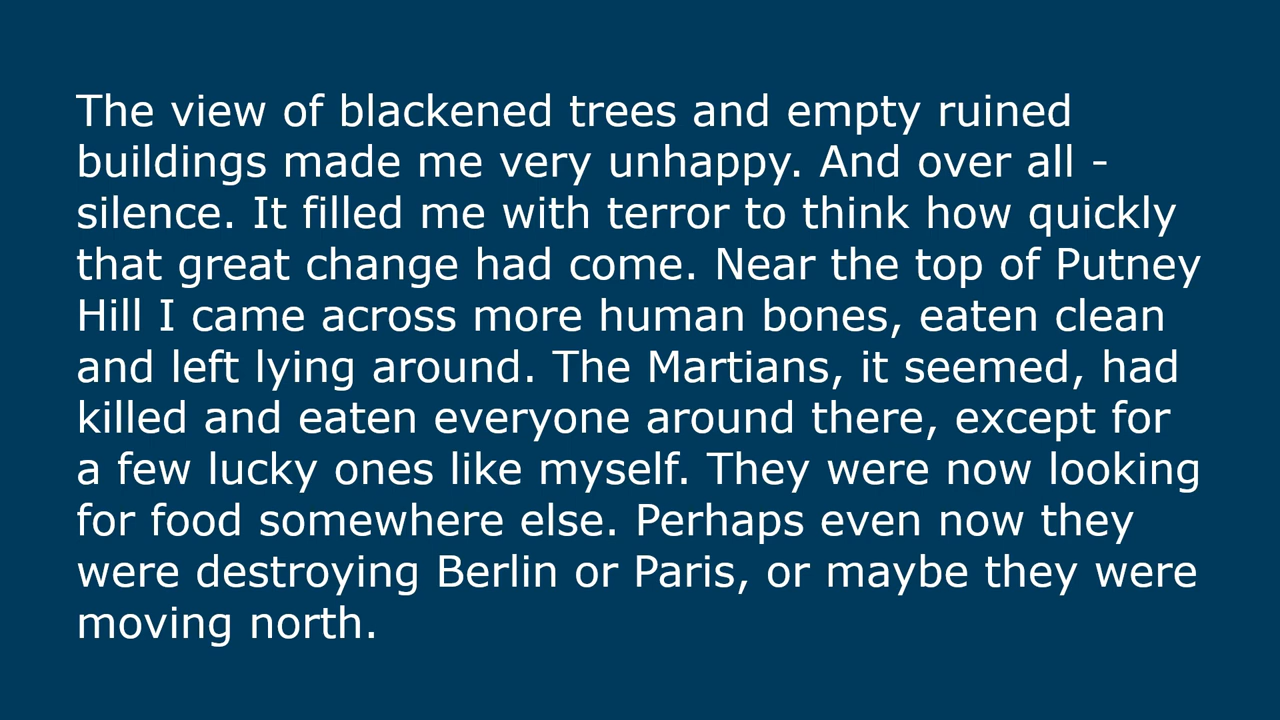 The view of blackened trees and empty ruined
buildings made me very unhappy. And over all -
silence. It filled me with terror to think how quickly
that great change had come. Near the top of Putney
Hill I came across more human bones, eaten clean
and left lying around. The Martians, it seemed, had
killed and eaten everyone around there, except for
a few lucky ones like myself. They were now looking
for food somewhere else. Perhaps even now they
were destroying Berlin or Paris, or maybe they were
moving north.